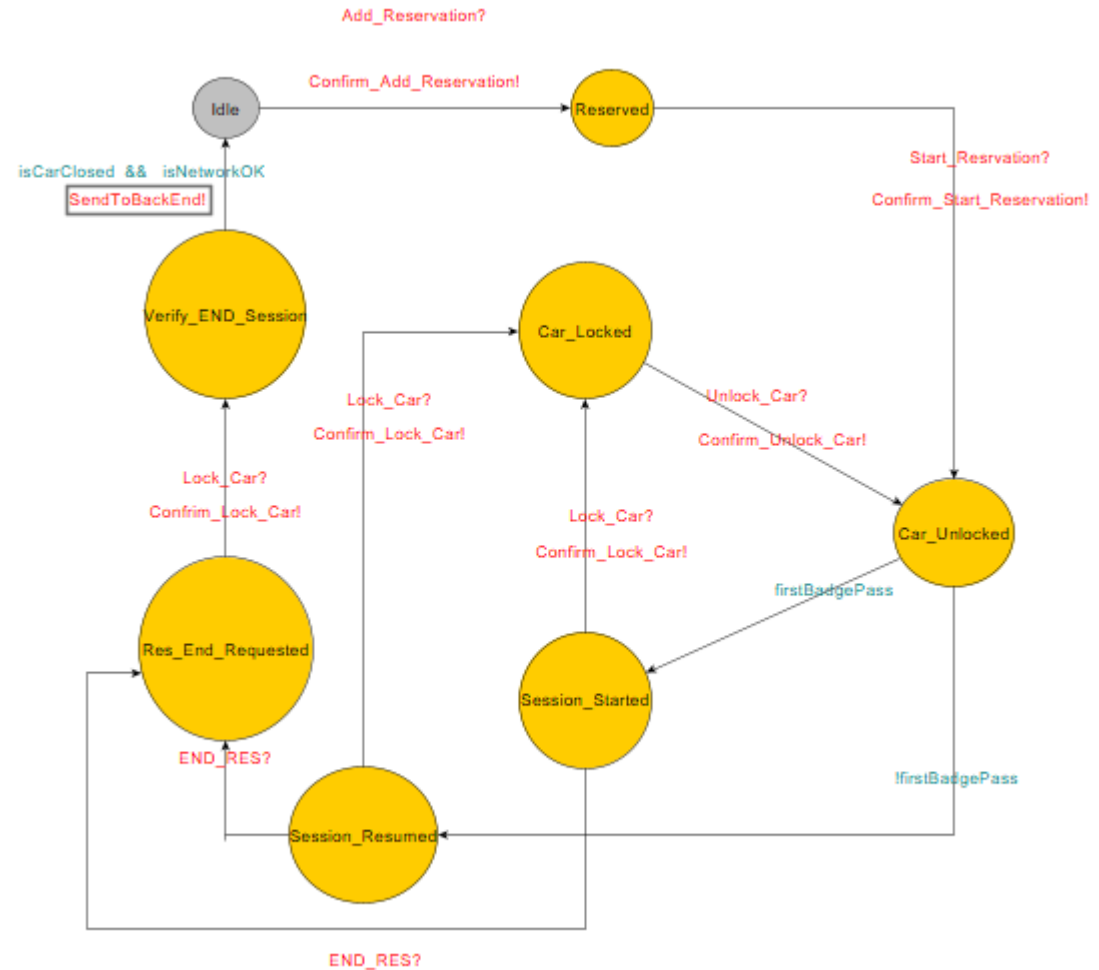 Add_Reservation?
Confirm_Add_Reservation!
Idle
Reserved
isCarClosed && isNetworkOK
SendToBackEnd!
Start_Resrvation?
Confirm_Start_Reservation!
Verify_END_Session
Car_Locked
Lock_Car?
Confirm_Lock_Car!
Unlock_Car?
Confirm_Unlock_Car!
Lock_Car?
Confrim_Lock_Car!
Lock_Car?
Confirm_Lock_Car!
Car_Unlocked
firstBadgePass
Res_End_Requested
Session_Started
END_RES?
!firstBadgePass
Session_Resumed
END_RES?